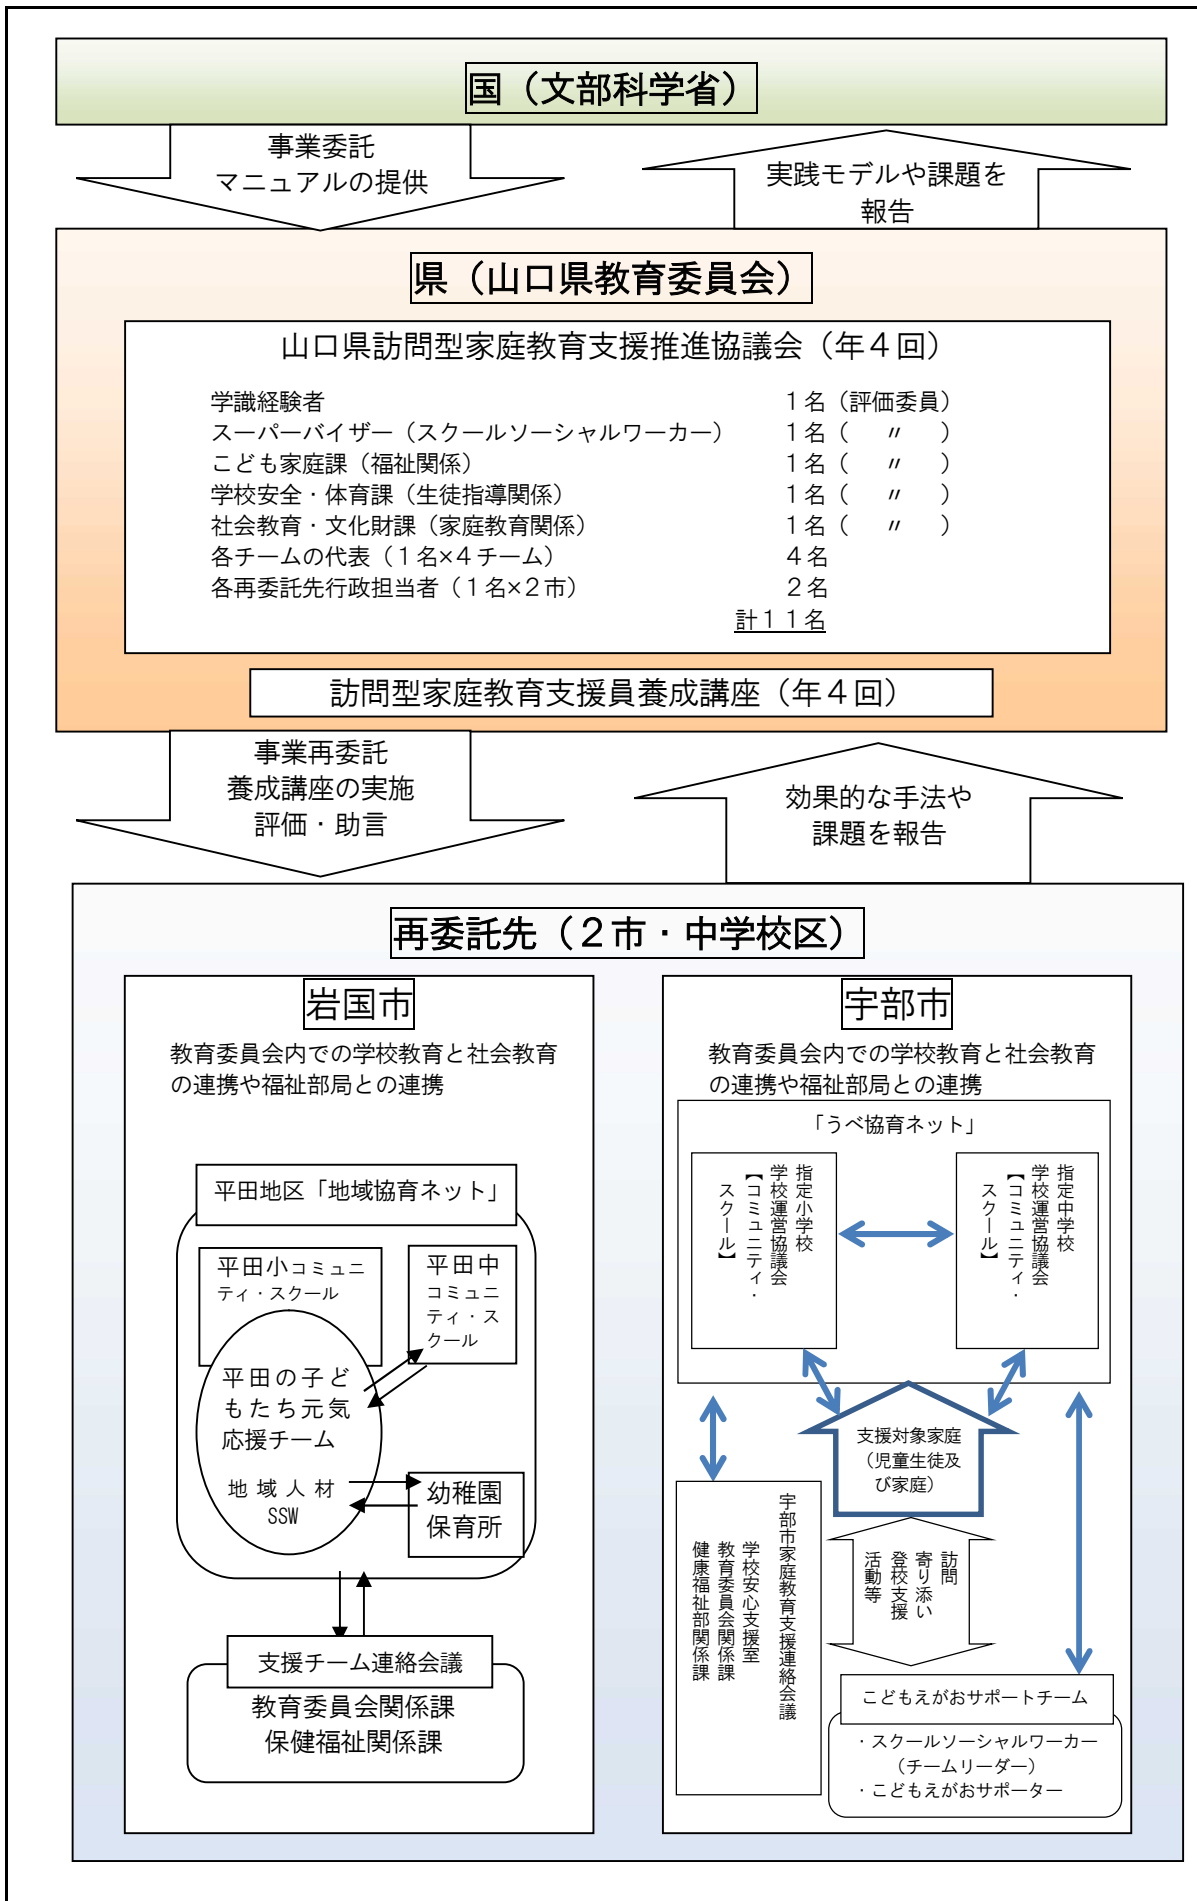 国（文部科学省）
事業委託
マニュアルの提供
実践モデルや課題を
報告
県（山口県教育委員会）
山口県訪問型家庭教育支援推進協議会（年４回）
学識経験者 １名（評価委員）
スーパーバイザー（スクールソーシャルワーカー） １名（ 〃 ）
こども家庭課（福祉関係） １名（ 〃 ）
学校安全・体育課（生徒指導関係） １名（ 〃 ）
社会教育・文化財課（家庭教育関係） １名（ 〃 ）
各チームの代表（１名×４チーム） ４名
各再委託先行政担当者（１名×２市） ２名
計１１名
訪問型家庭教育支援員養成講座（年４回）
事業再委託
養成講座の実施
評価・助言
効果的な手法や
課題を報告
再委託先（２市・中学校区）
岩国市
教育委員会内での学校教育と社会教育
の連携や福祉部局との連携
平田地区「地域協育ネット」
平田小コミュニ
ティ・スクール
平田中
コミュニ
ティ・ス
クール
平田の子ど
もたち元気
応援チーム
地域人材
SSW
幼稚園
保育所
支援チーム連絡会議
教育委員会関係課
保健福祉関係課
宇部市
教育委員会内での学校教育と社会教育
の連携や福祉部局との連携
「うべ協育ネット」
指定小学校
学校運営協議会
【コミュニティ・
スクール】
指定中学校
学校運営協議会
【コミュニティ・
スクール】
支援対象家庭
（児童生徒及
び家庭）
宇部市家庭教育支援連絡会議
学校安心支援室
教育委員会関係課
健康福祉部関係課
訪問
寄り添い
登校支援
活動等
こどもえがおサポートチーム
・スクールソーシャルワーカー
（チームリーダー）
・こどもえがおサポーター